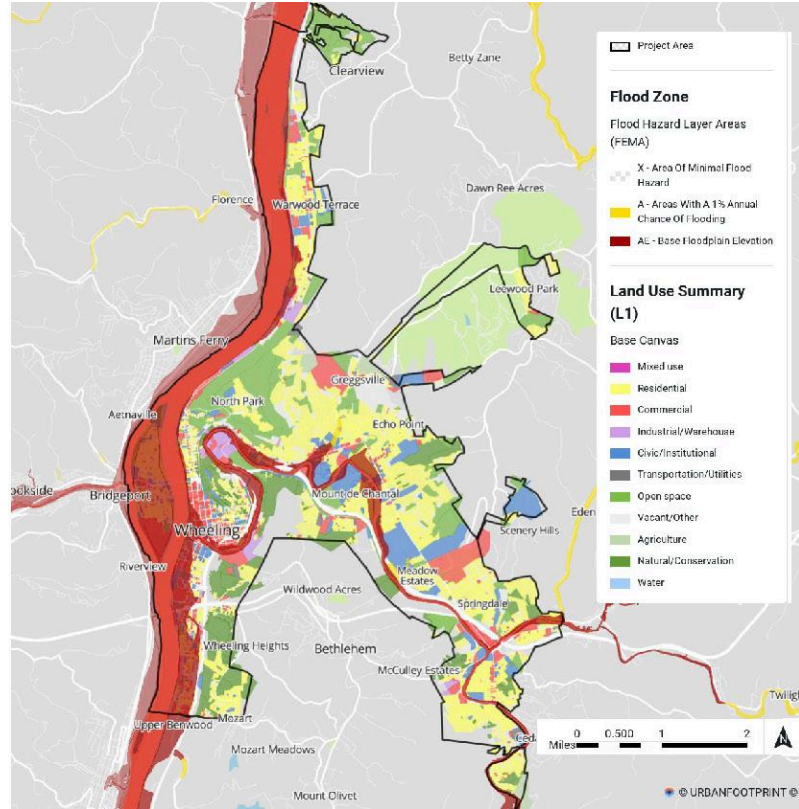 Clearview
Betty Zane
Florence
Warwood Terrace
Dawn Ree Acres
Leewood Park
Martins Ferry
Greggsville
North Park
Aetnaville
Echo Point
Bridgeport
Mount de Chantal
Wheeling
Scenery Hills
Riverview
Meadow
Estates
Wildwood Acres
Springdale
Wheeling Heights
Bethlehem
McCulley Estates
Upper Benwood
Mozart
Mozart Meadows
Mount Olivet
Project Area
Flood Zone
Flood Hazard Layer Areas
(FEMA)
X - Area Of Minimal Flood
Hazard
A - Areas With A 1% Annual
Chance Of Flooding
AE - Base Floodplain Elevation
Land Use Summary
(L1)
Base Canvas
Mixed use
Residential
Commercial
Industrial/Warehouse
Civic/Institutional
Transportation/Utilities
Open space
Vacant/Other
Agriculture
Natural/Conservation
Water
0 0.500 1 2
Miles
N
© URBANFOOTPRINT ©